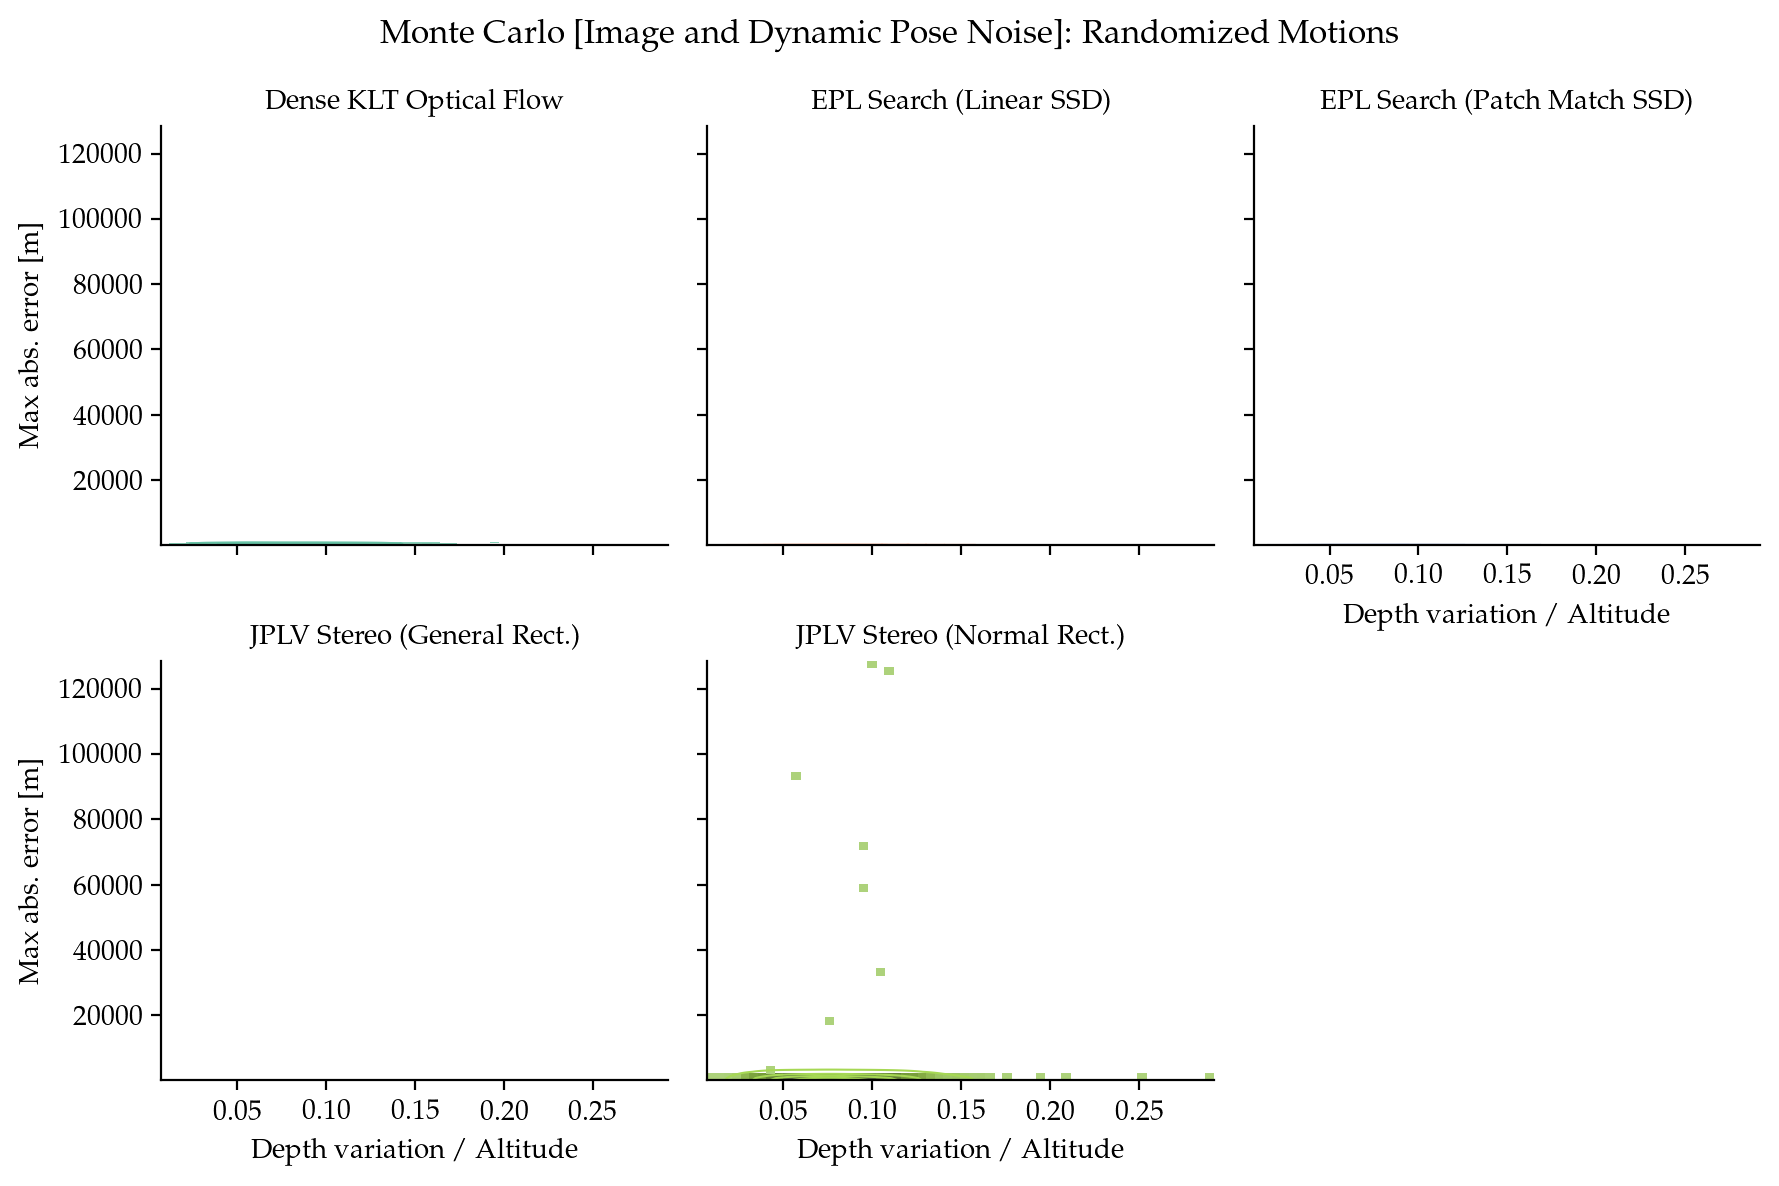 Monte Carlo [Image and Dynamic Pose Noise]: Randomized Motions
Dense KLT Optical Flow
EPL Search (Linear SSD)
EPL Search (Patch Match SSD)
Max abs. error [m]
120000
100000
80000
60000
40000
20000
0.05 0.10 0.15 0.20 0.25
Depth variation / Altitude
JPLV Stereo (General Rect.)
JPLV Stereo (Normal Rect.)
Max abs. error [m]
120000
100000
80000
60000
40000
20000
0.05 0.10 0.15 0.20 0.25
Depth variation / Altitude
0.05 0.10 0.15 0.20 0.25
Depth variation / Altitude